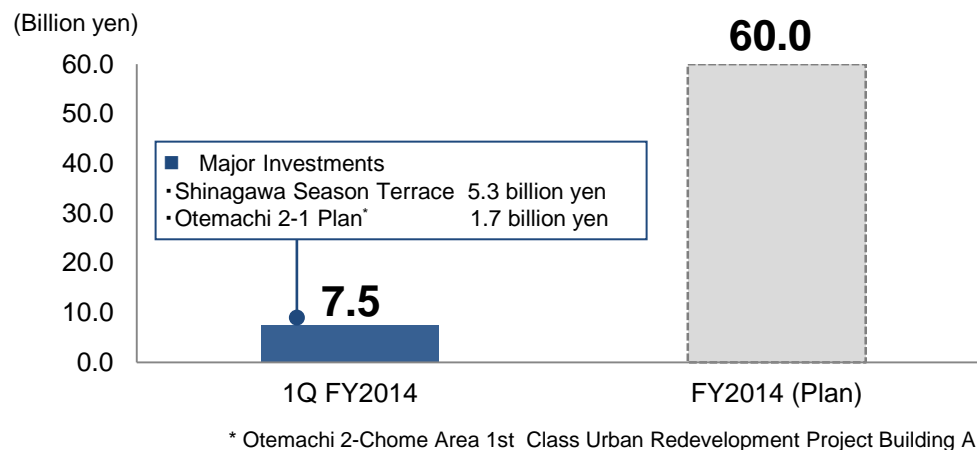 (Billion yen)
60.0
60.0
50.0
40.0
30.0
20.0
10.0
0.0
■ Major Investments
・Shinagawa Season Terrace 5.3 billion yen
・Otemachi 2-1 Plan* 1.7 billion yen
7.5
1Q FY2014
FY2014 (Plan)
* Otemachi 2-Chome Area 1st Class Urban Redevelopment Project Building A